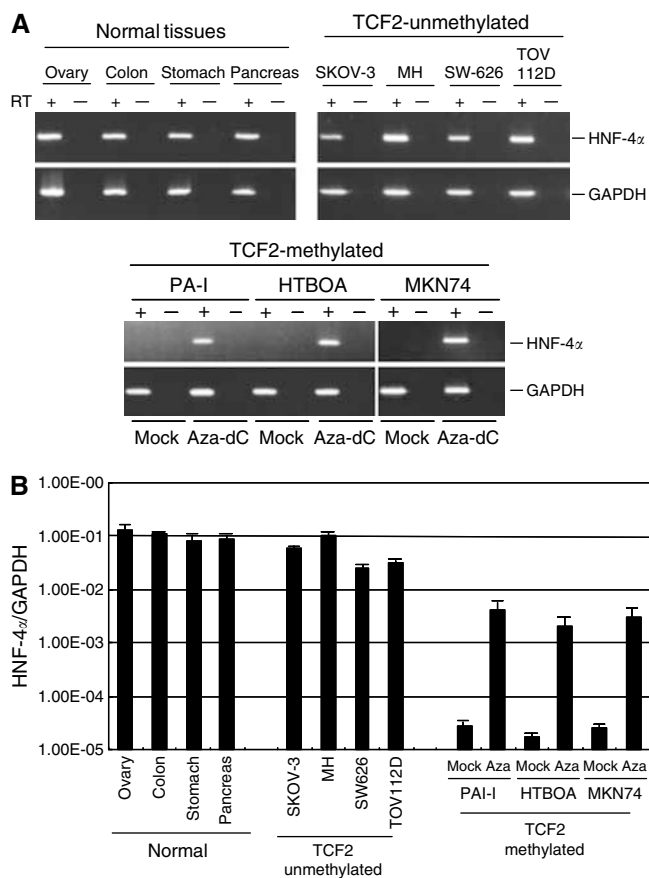 A
Normal tissues
TCF2-unmethylated
Ovary Colon Stomach Pancreas
SKOV-3 MH SW-626 TOV 112D
RT + — + — + — + —
+ — + — + — + —
HNF-4α
GAPDH
TCF2-methylated
PA-I HTBOA MKN74
+ — + — + — + — + — + —
HNF-4α
GAPDH
Mock Aza-dC Mock Aza-dC Mock Aza-dC
B
HNF-4α/GAPDH
1.00E-00
1.00E-01
1.00E-02
1.00E-03
1.00E-04
1.00E-05
Ovary
Colon
Stomach
Pancreas
SKOV-3
MH
SW626
TOV112D
Mock Aza Mock Aza Mock Aza
PAI-I HTBOA MKN74
Normal
TCF2
unmethylated
TCF2
methylated